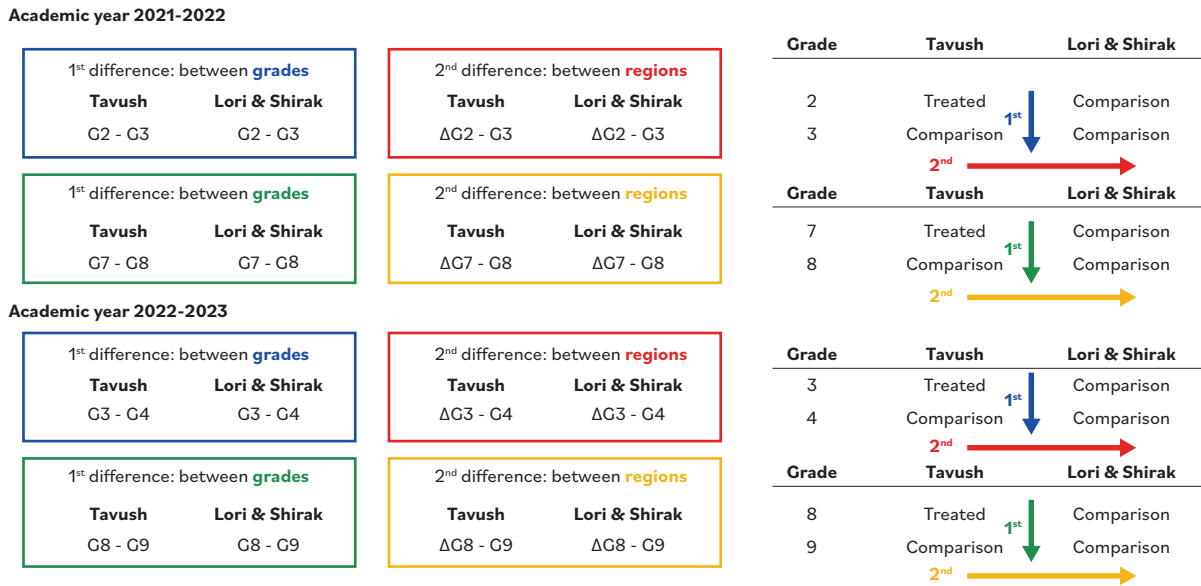 Academic year 2021-2022
1st difference: between grades
Tavush Lori & Shirak
G2 - G3 G2 - G3
2nd difference: between regions
Tavush Lori & Shirak
ΔG2 - G3 ΔG2 - G3
Grade Tavush Lori & Shirak
2 Treated Comparison
1st
3 Comparison Comparison
2nd
1st difference: between grades
Tavush Lori & Shirak
G7 - G8 G7 - G8
2nd difference: between regions
Tavush Lori & Shirak
ΔG7 - G8 ΔG7 - G8
Grade Tavush Lori & Shirak
7 Treated Comparison
1st
8 Comparison Comparison
2nd
Academic year 2022-2023
1st difference: between grades
Tavush Lori & Shirak
G3 - G4 G3 - G4
2nd difference: between regions
Tavush Lori & Shirak
ΔG3 - G4 ΔG3 - G4
Grade Tavush Lori & Shirak
3 Treated Comparison
1st
4 Comparison Comparison
2nd
1st difference: between grades
Tavush Lori & Shirak
G8 - G9 G8 - G9
2nd difference: between regions
Tavush Lori & Shirak
ΔG8 - G9 ΔG8 - G9
Grade Tavush Lori & Shirak
8 Treated Comparison
1st
9 Comparison Comparison
2nd